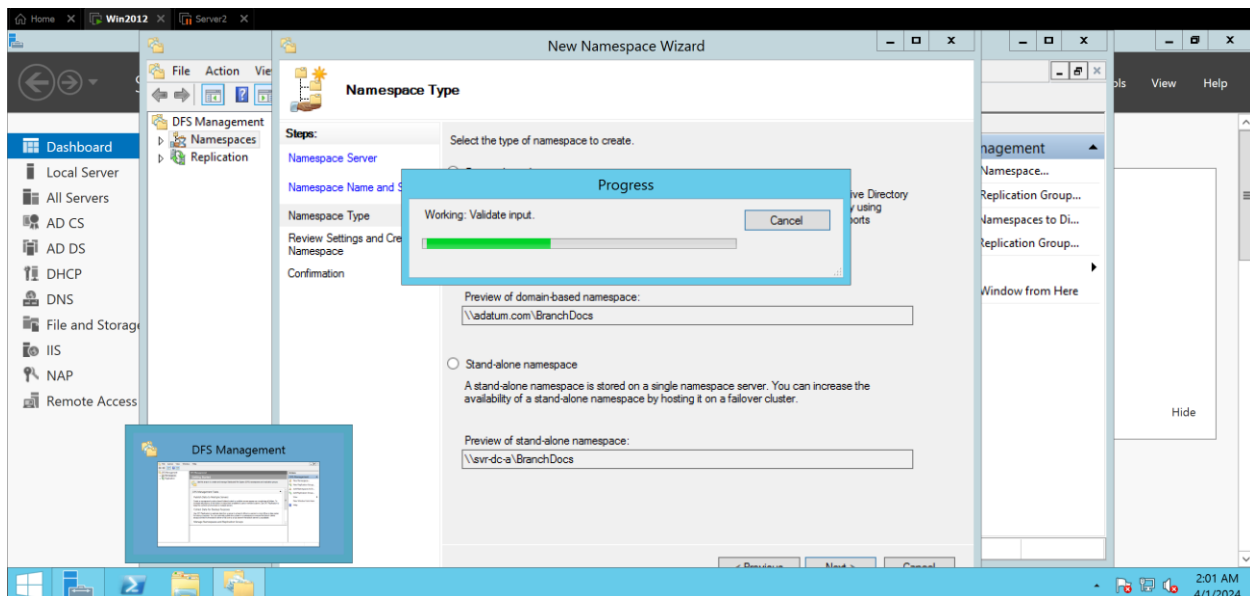 Home
Win2012
Server2
New Namespace Wizard
File Action Vie
Namespace Type
View Help
DFS Management
Namespaces
Replication
Steps:
Namespace Server
Namespace Name and S
Namespace Type
Review Settings and Cre
Namespace
Confirmation
Select the type of namespace to create.
ive Directory
y using
ports
Progress
Working: Validate input.
Cancel
Preview of domain-based namespace:
\\adatum.com\BranchDocs
Stand-alone namespace
A stand-alone namespace is stored on a single namespace server. You can increase the
availability of a stand-alone namespace by hosting it on a failover cluster.
Preview of stand-alone namespace:
\\svr-dc-a\BranchDocs
Cancel
nagement
Namespace...
Replication Group...
Namespaces to Di...
Replication Group...
Window from Here
Hide
Dashboard
Local Server
All Servers
AD CS
AD DS
DHCP
DNS
File and Storage
IIS
NAP
Remote Access
DFS Management
2:01 AM
4/1/2024